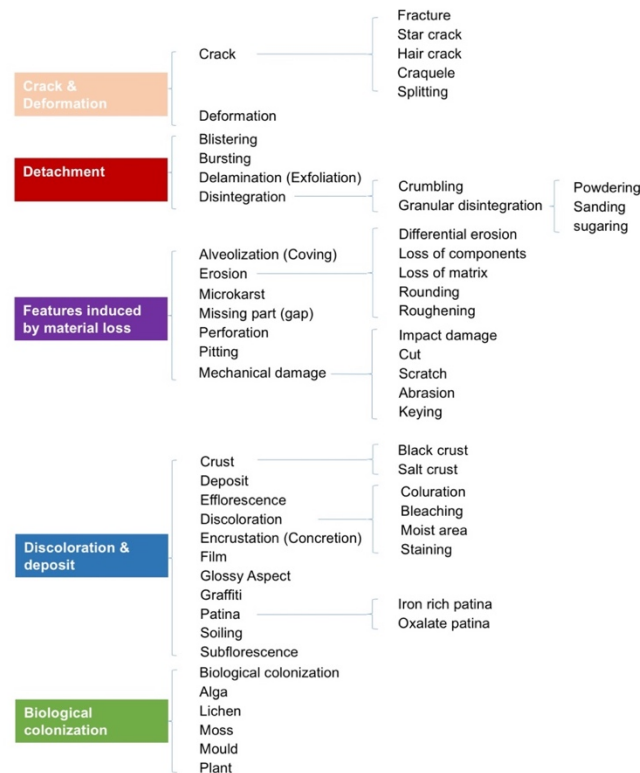 Crack &
Deformation
Crack
Fracture
Star crack
Hair crack
Craquele
Splitting
Deformation
Detachment
Blistering
Bursting
Delamination (Exfoliation)
Disintegration
Crumbling
Granular disintegration
Powdering
Sanding
sugaring
Features induced
by material loss
Alveolization (Coving)
Erosion
Microkarst
Missing part (gap)
Perforation
Pitting
Mechanical damage
Differential erosion
Loss of components
Loss of matrix
Rounding
Roughening
Impact damage
Cut
Scratch
Abrasion
Keying
Discoloration &
deposit
Crust
Deposit
Efflorescence
Discoloration
Encrustation (Concretion)
Film
Glossy Aspect
Graffiti
Patina
Soiling
Subflorescence
Black crust
Salt crust
Coluration
Bleaching
Moist area
Staining
Iron rich patina
Oxalate patina
Biological
colonization
Biological colonization
Alga
Lichen
Moss
Mould
Plant